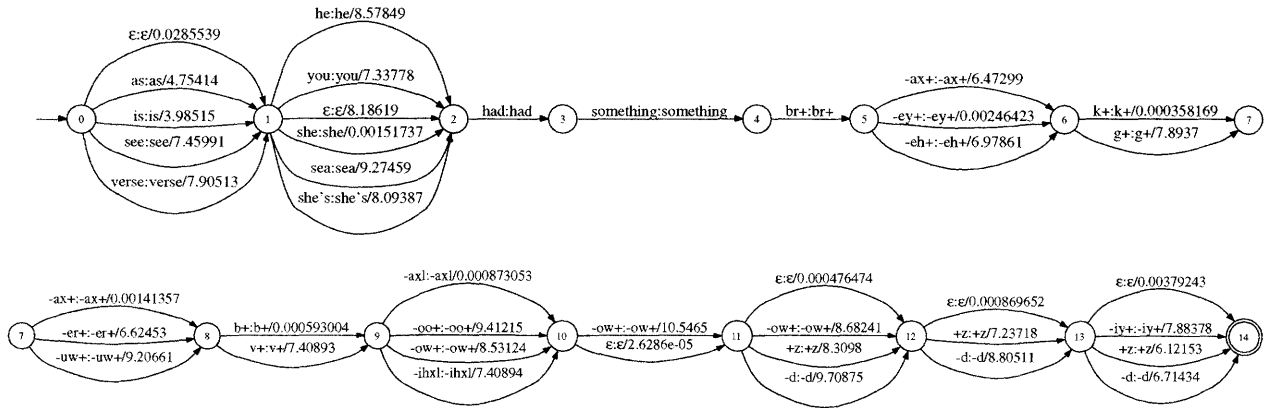 ε:ε/0.0285539
as:as/4.75414
is:is/3.98515
see:see/7.45991
verse:verse/7.90513
he:he/8.57849
you:you/7.33778
ε:ε/8.18619
she:she/0.00151737
sea:sea/9.27459
she's:she's/8.09387
had:had
something:something
br+:br+
-ax+:-ax+/6.47299
-ey+:-ey+/0.00246423
-eh+:-eh+/6.97861
k+:k+/0.000358169
g+:g+/7.8937
0
1
2
3
4
5
6
7
-ax+:-ax+/0.00141357
-er+:-er+/6.62453
-uw+:-uw+/9.20661
b+:b+/0.000593004
v+:v+/7.40893
-axl:-axl/0.000873053
-oo+:-oo+/9.41215
-ow+:-ow+/8.53124
-ihxl:-ihxl/7.40894
-ow+:-ow+/10.5465
ε:ε/2.6286e-05
ε:ε/0.000476474
-ow+:-ow+/8.68241
+z:+z/8.3098
-d:-d/9.70875
ε:ε/0.000869652
+z:+z/7.23718
-d:-d/8.80511
ε:ε/0.00379243
-iy+:-iy+/7.88378
+z:+z/6.12153
-d:-d/6.71434
7
8
9
10
11
12
13
14